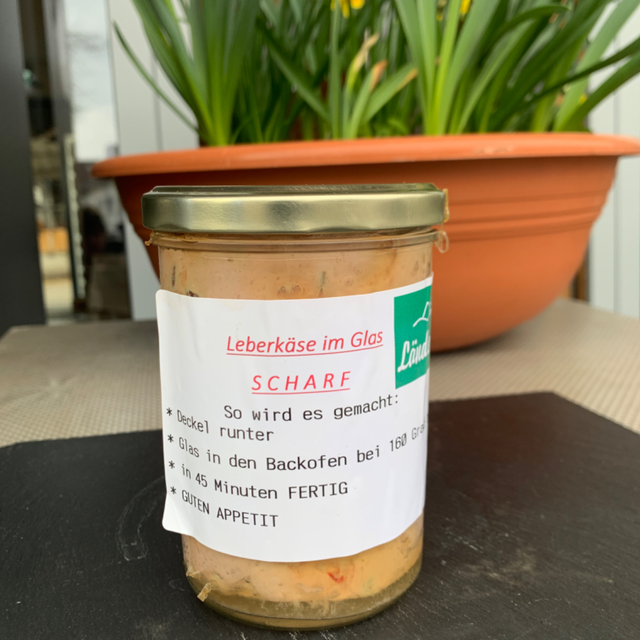 Leberkäse im Glas
SCHARF
So wird es gemacht:
* Deckel runter
* Glas in den Backofen bei 160
* in 45 Minuten FERTIG
* GUTEN APPETIT